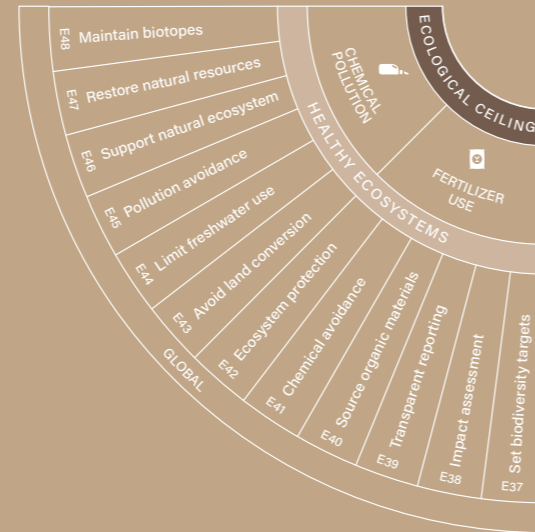 E48 Maintain biotopes
E47 Restore natural resources
E46 Support natural ecosystem
E45 Pollution avoidance
E44 Limit freshwater use
E43 Avoid land conversion
E42 Ecosystem protection
E41 Chemical avoidance
E40 Source organic materials
E39 Transparent reporting
E38 Impact assessment
E37 Set biodiversity targets
GLOBAL
HEALTHY ECOSYSTEMS
CHEMICAL
POLLUTION
FERTILIZER
USE
ECOLOGICAL CEILING